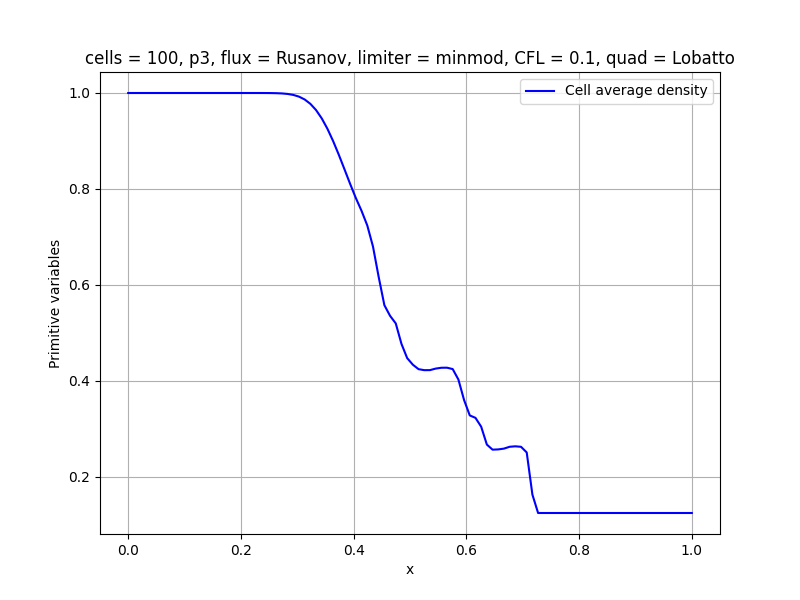 cells = 100, p3, flux = Rusanov, limiter = minmod, CFL = 0.1, quad = Lobatto
Cell average density
Primitive variables
1.0
0.8
0.6
0.4
0.2
0.0 0.2 0.4 0.6 0.8 1.0
x